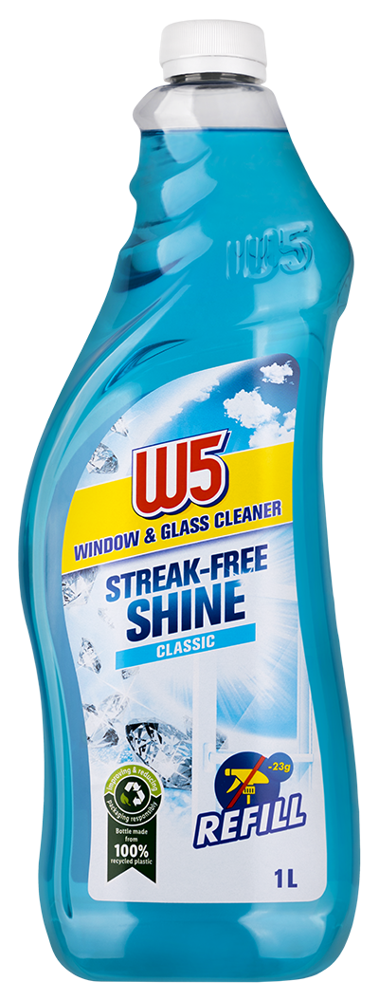 W5
W5
WINDOW & GLASS CLEANER
STREAK-FREE
SHINE
CLASSIC
Improving & reducing
packaging responsibly
Bottle made
from
100%
recycled plastic
-23g
REFILL
1L